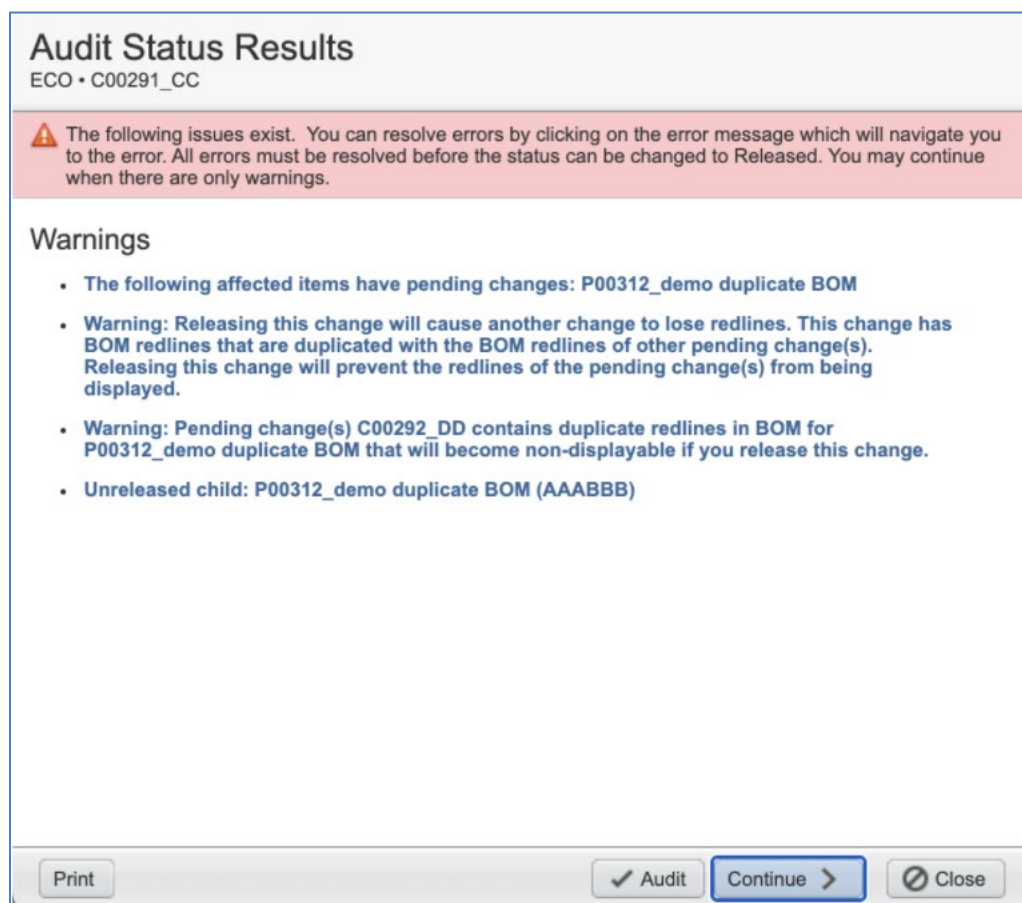 Audit Status Results
ECO • C00291_CC
The following issues exist. You can resolve errors by clicking on the error message which will navigate you
to the error. All errors must be resolved before the status can be changed to Released. You may continue
when there are only warnings.
Warnings
• The following affected items have pending changes: P00312_demo duplicate BOM
• Warning: Releasing this change will cause another change to lose redlines. This change has
BOM redlines that are duplicated with the BOM redlines of other pending change(s).
Releasing this change will prevent the redlines of the pending change(s) from being
displayed.
• Warning: Pending change(s) C00292_DD contains duplicate redlines in BOM for
P00312_demo duplicate BOM that will become non-displayable if you release this change.
• Unreleased child: P00312_demo duplicate BOM (AAABBB)
Print Audit Continue Close